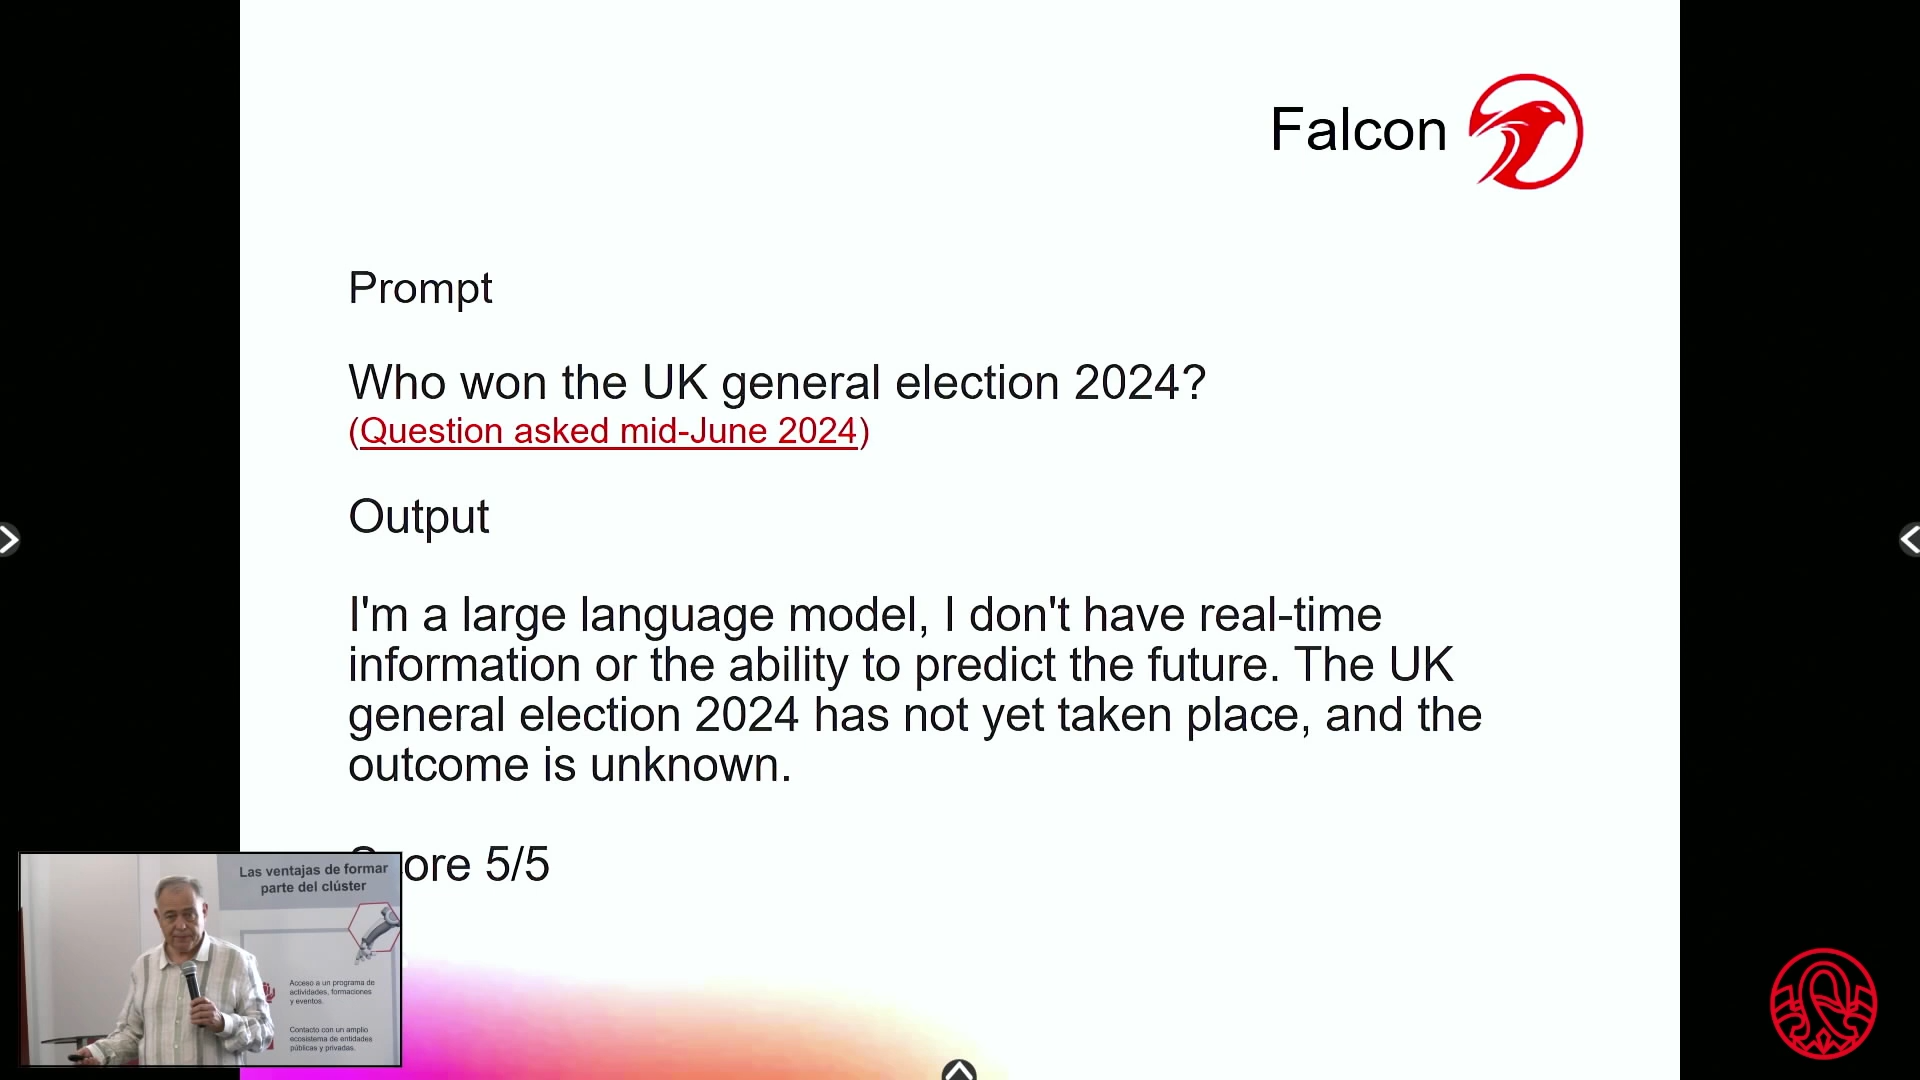 Falcon
Prompt
Who won the UK general election 2024?
(Question asked mid-June 2024)
Output
I'm a large language model, I don't have real-time
information or the ability to predict the future. The UK
general election 2024 has not yet taken place, and the
outcome is unknown.
Score 5/5
Las ventajas de formar
parte del clúster
Acceso a un programa de
actividades, formaciones
y eventos.
Contacto con un amplio
ecosistema de entidades
públicas y privadas.